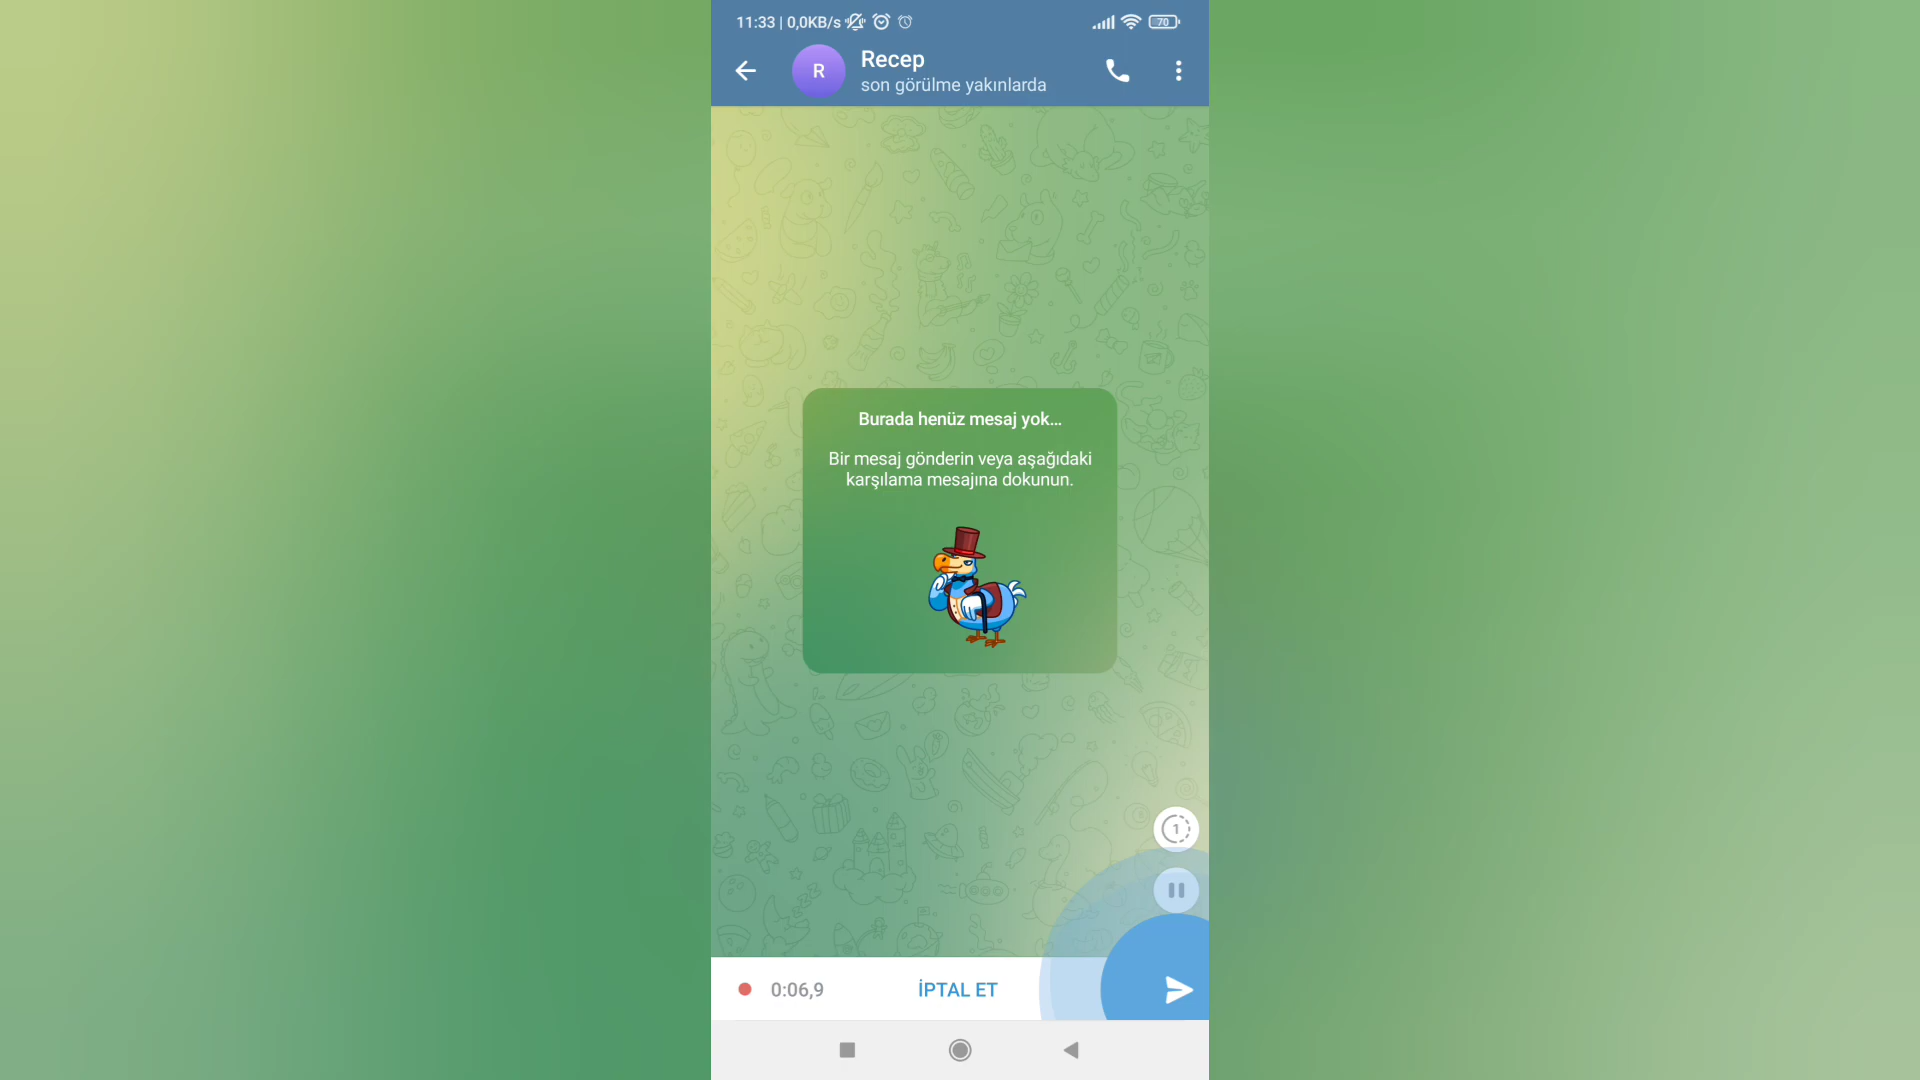 11:33 | 0,0KB/s
70
R
Recep
son görülme yakınlarda
Burada henüz mesaj yok...
Bir mesaj gönderin veya aşağıdaki
karşılama mesajına dokunun.
1
0:06,9
İPTAL ET